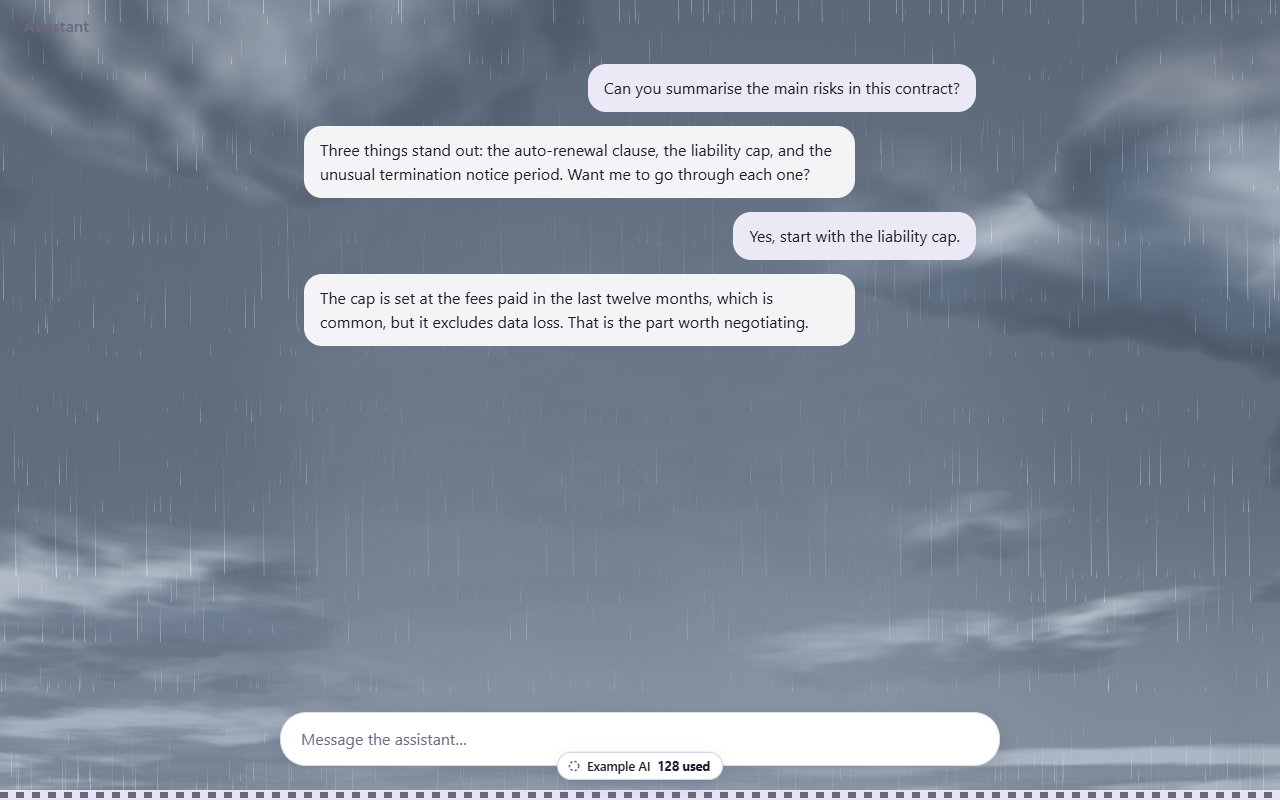 Assistant
Can you summarise the main risks in this contract?
Three things stand out: the auto-renewal clause, the liability cap, and the
unusual termination notice period. Want me to go through each one?
Yes, start with the liability cap.
The cap is set at the fees paid in the last twelve months, which is
common, but it excludes data loss. That is the part worth negotiating.
Message the assistant...
Example AI 128 used